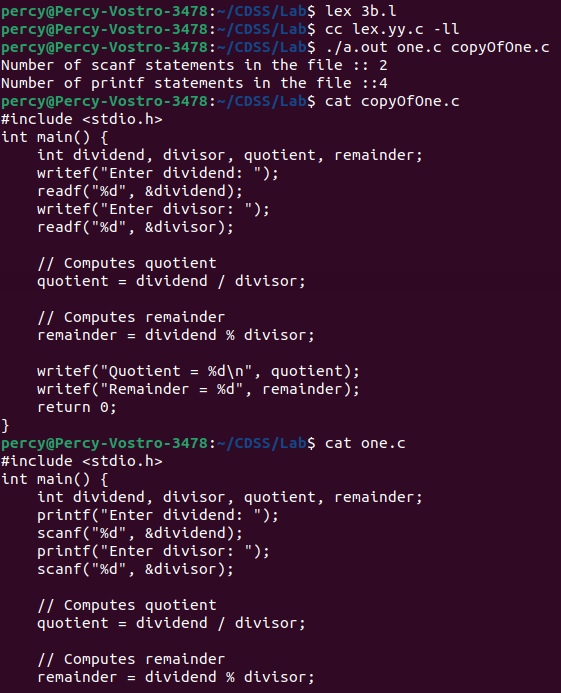 percy@Percy-Vostro-3478:~/CDSS/Lab$ lex 3b.l
percy@Percy-Vostro-3478:~/CDSS/Lab$ cc lex.yy.c -ll
percy@Percy-Vostro-3478:~/CDSS/Lab$ ./a.out one.c copyOfOne.c
Number of scanf statements in the file :: 2
Number of printf statements in the file ::4
percy@Percy-Vostro-3478:~/CDSS/Lab$ cat copyOfOne.c
#include <stdio.h>
int main() {
    int dividend, divisor, quotient, remainder;
    writef("Enter dividend: ");
    readf("%d", &dividend);
    writef("Enter divisor: ");
    readf("%d", &divisor);

    // Computes quotient
    quotient = dividend / divisor;

    // Computes remainder
    remainder = dividend % divisor;

    writef("Quotient = %d\n", quotient);
    writef("Remainder = %d", remainder);
    return 0;
}
percy@Percy-Vostro-3478:~/CDSS/Lab$ cat one.c
#include <stdio.h>
int main() {
    int dividend, divisor, quotient, remainder;
    printf("Enter dividend: ");
    scanf("%d", &dividend);
    printf("Enter divisor: ");
    scanf("%d", &divisor);

    // Computes quotient
    quotient = dividend / divisor;

    // Computes remainder
    remainder = dividend % divisor;